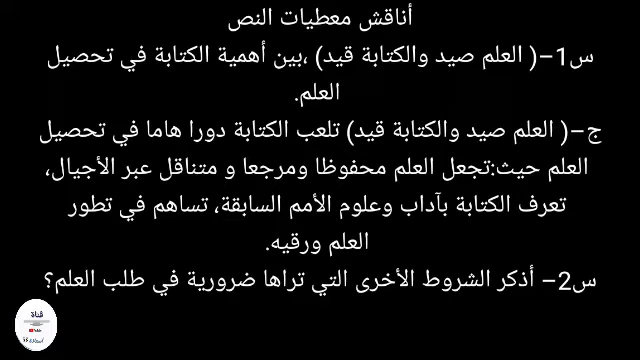 أناقش معطيات النص
س1–( العلم صيد والكتابة قيد) ،بين أهمية الكتابة في تحصيل
العلم.
ج–( العلم صيد والكتابة قيد) تلعب الكتابة دورا هاما في تحصيل
العلم حيث:تجعل العلم محفوظا ومرجعا و متناقل عبر الأجيال،
تعرف الكتابة بآداب وعلوم الأمم السابقة، تساهم في تطور
العلم ورقيه.
س2– أذكر الشروط الأخرى التي تراها ضرورية في طلب العلم؟
قناة